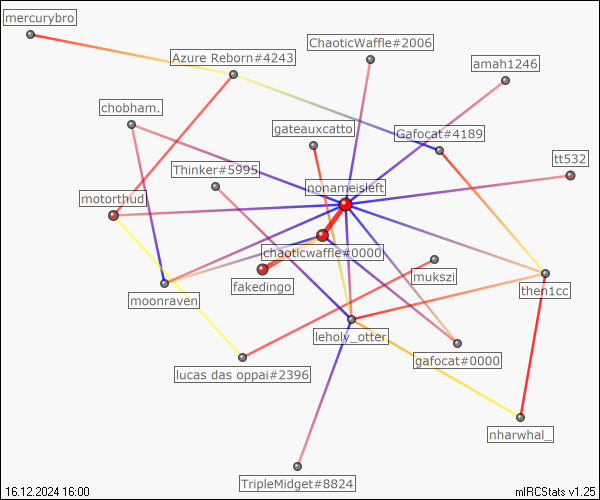 mercurybro
ChaoticWaffle#2006
Azure Reborn#4243
amah1246
chobham.
gateauxcatto
Gafocat#4189
tt532
Thinker#5995
nonameisleft
motorthud
chaoticwaffle#0000
mukszi
fakedingo
then1cc
moonraven
leholy_otter
gafocat#0000
lucas das oppai#2396
nharwhal_
TripleMidget#8824
16.12.2024 16:00
mIRCStats v1.25